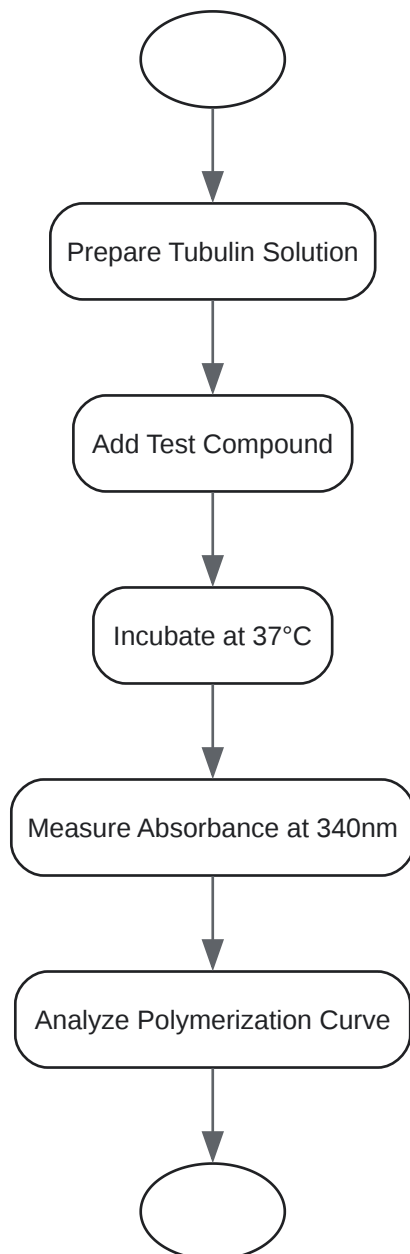 Prepare Tubulin Solution
Add Test Compound
Incubate at 37°C
Measure Absorbance at 340nm
Analyze Polymerization Curve